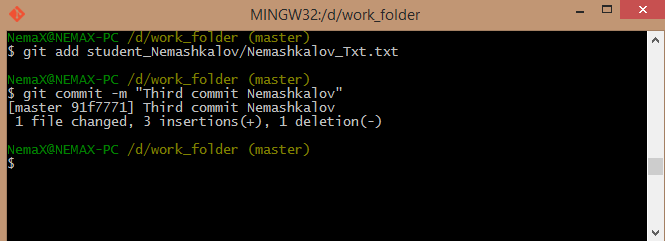 MINGW32:/d/work_folder
NemaX@NEMAX-PC /d/work_folder (master)
$ git add student_Nemashkalov/Nemashkalov_Txt.txt
NemaX@NEMAX-PC /d/work_folder (master)
$ git commit -m "Third commit Nemashkalov"
[master 91f7771] Third commit Nemashkalov
1 file changed, 3 insertions(+), 1 deletion(-)
NemaX@NEMAX-PC /d/work_folder (master)
$